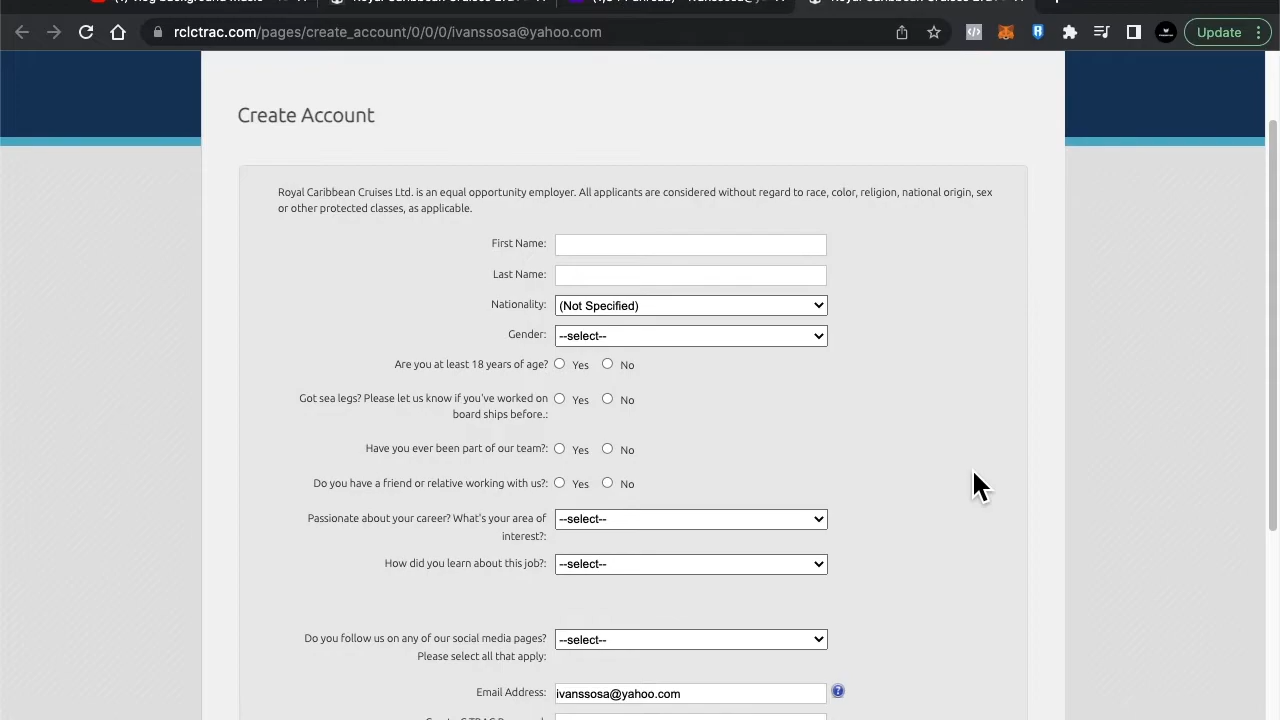 rclctrac.com/pages/create_account/0/0/0/ivanssosa@yahoo.com
Update
Create Account
Royal Caribbean Cruises Ltd. is an equal opportunity employer. All applicants are considered without regard to race, color, religion, national origin, sex
or other protected classes, as applicable.
First Name:
Last Name:
Nationality: (Not Specified)
Gender: --select--
Are you at least 18 years of age? Yes No
Got sea legs? Please let us know if you've worked on Yes No
board ships before.:
Have you ever been part of our team?: Yes No
Do you have a friend or relative working with us?: Yes No
Passionate about your career? What's your area of --select--
interest?:
How did you learn about this job?: --select--
Do you follow us on any of our social media pages? --select--
Please select all that apply:
Email Address: ivanssosa@yahoo.com